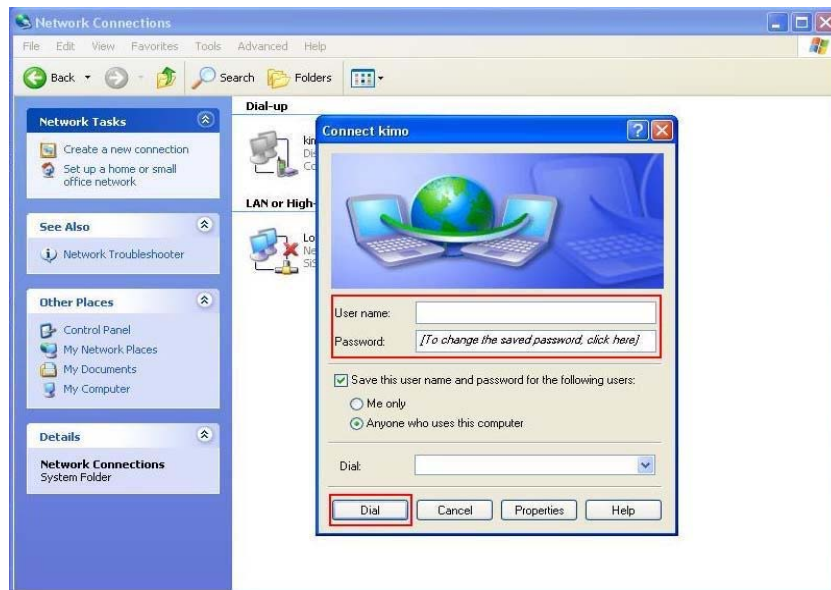 Network Connections
File Edit View Favorites Tools Advanced Help
Back Search Folders
Network Tasks
Create a new connection
Set up a home or small
office network
See Also
Network Troubleshooter
Other Places
Control Panel
My Network Places
My Documents
My Computer
Details
Network Connections
System Folder
Dial-up
LAN or High-
Connect kimo
User name:
Password: [To change the saved password, click here]
Save this user name and password for the following users:
Me only
Anyone who uses this computer
Dial:
Dial Cancel Properties Help